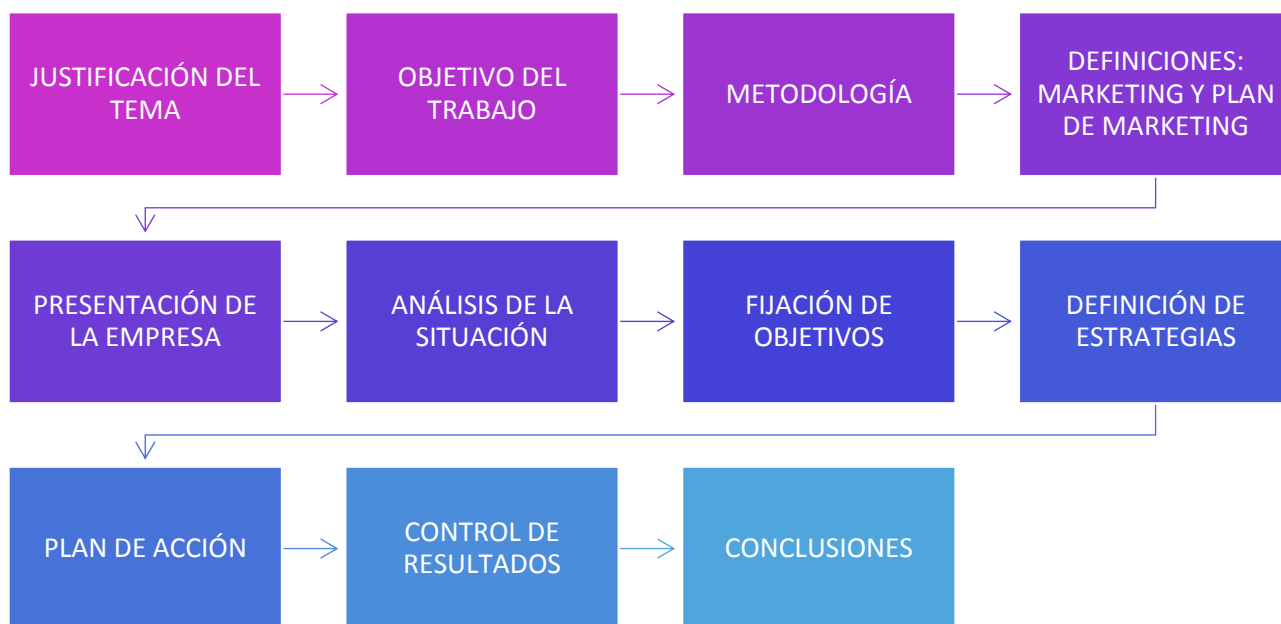 JUSTIFICACIÓN DEL
TEMA
OBJETIVO DEL
TRABAJO
METODOLOGÍA
DEFINICIONES:
MARKETING Y PLAN
DE MARKETING
PRESENTACIÓN DE
LA EMPRESA
ANÁLISIS DE LA
SITUACIÓN
FIJACIÓN DE
OBJETIVOS
DEFINICIÓN DE
ESTRATEGIAS
PLAN DE ACCIÓN
CONTROL DE
RESULTADOS
CONCLUSIONES